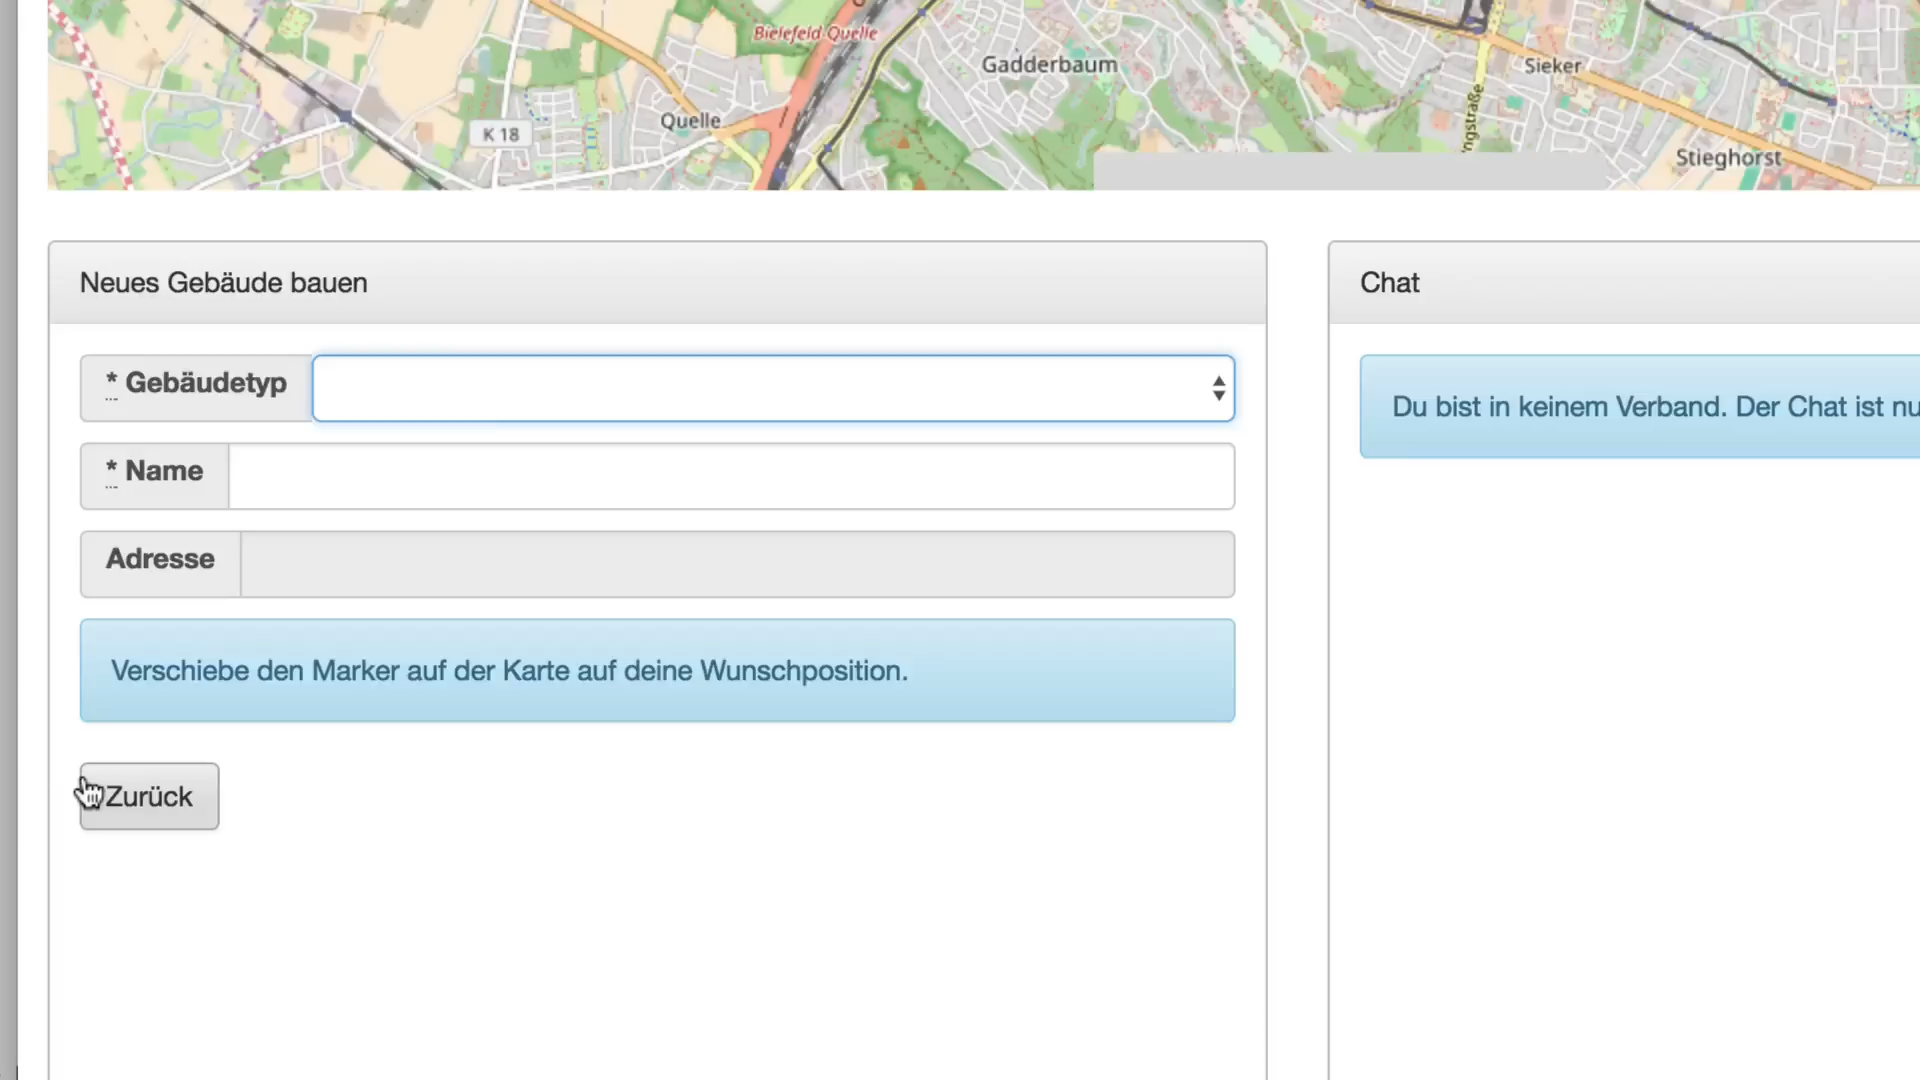 Bielefeld-Quelle
Gadderbaum
Sieker
Quelle
K 18
ngstraße
Stieghorst
Neues Gebäude bauen
Chat
* Gebäudetyp
Du bist in keinem Verband. Der Chat ist nu
* Name
Adresse
Verschiebe den Marker auf der Karte auf deine Wunschposition.
Zurück